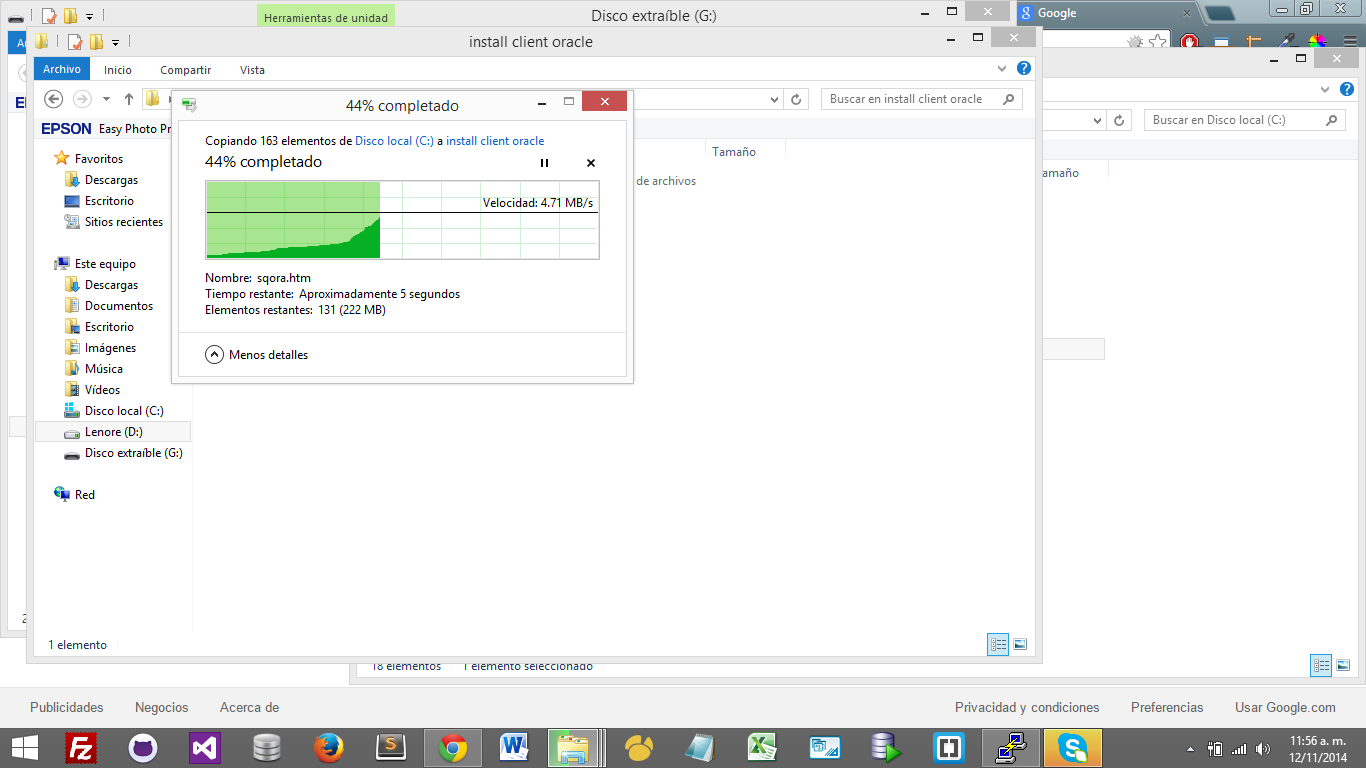 Herramientas de unidad
Disco extraíble (G:)
Google
install client oracle
Archivo
Inicio
Compartir
Vista
Buscar en install client oracle
Buscar en Disco local (C:)
EPSON Easy Photo Pr
Tamaño
amaño
de archivos
44% completado
Copiando 163 elementos de Disco local (C:) a install client oracle
44% completado
Velocidad: 4.71 MB/s
Nombre: sqora.htm
Tiempo restante: Aproximadamente 5 segundos
Elementos restantes: 131 (222 MB)
Menos detalles
Favoritos
Descargas
Escritorio
Sitios recientes
Este equipo
Descargas
Documentos
Escritorio
Imágenes
Música
Vídeos
Disco local (C:)
Lenore (D:)
Disco extraíble (G:)
Red
1 elemento
18 elementos
1 elemento seleccionado
Publicidades
Negocios
Acerca de
Privacidad y condiciones
Preferencias
Usar Google.com
11:56 a. m.
12/11/2014